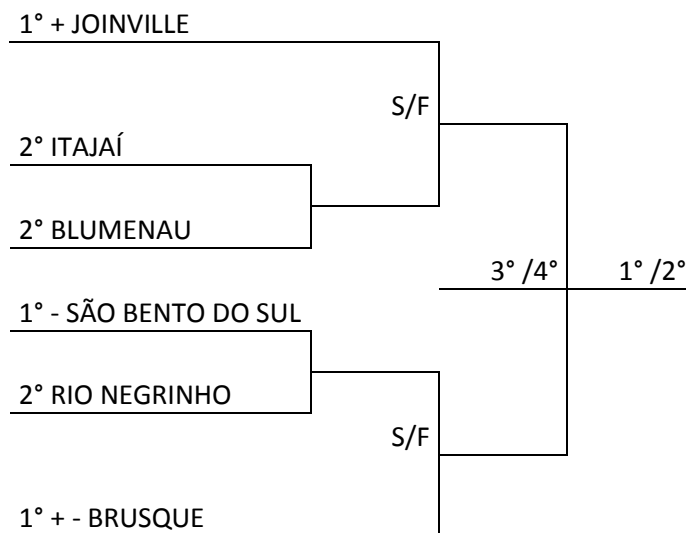 1° + JOINVILLE
S/F
2° ITAJAÍ
2° BLUMENAU
3° /4°
1° /2°
1° - SÃO BENTO DO SUL
2° RIO NEGRINHO
S/F
1° + - BRUSQUE